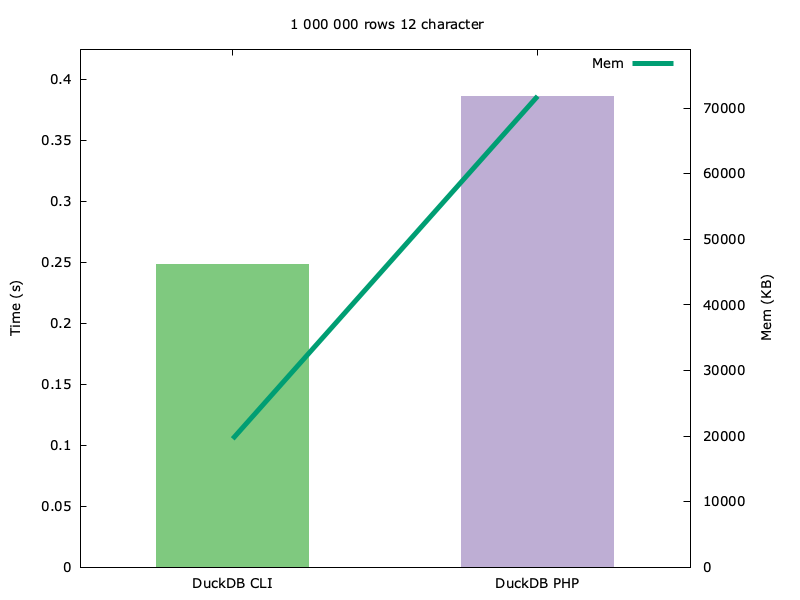 1 000 000 rows 12 character
Mem
0.4
0.35
0.3
0.25
0.2
0.15
0.1
0.05
0
Time (s)
70000
60000
50000
40000
30000
20000
10000
0
Mem (KB)
DuckDB CLI
DuckDB PHP